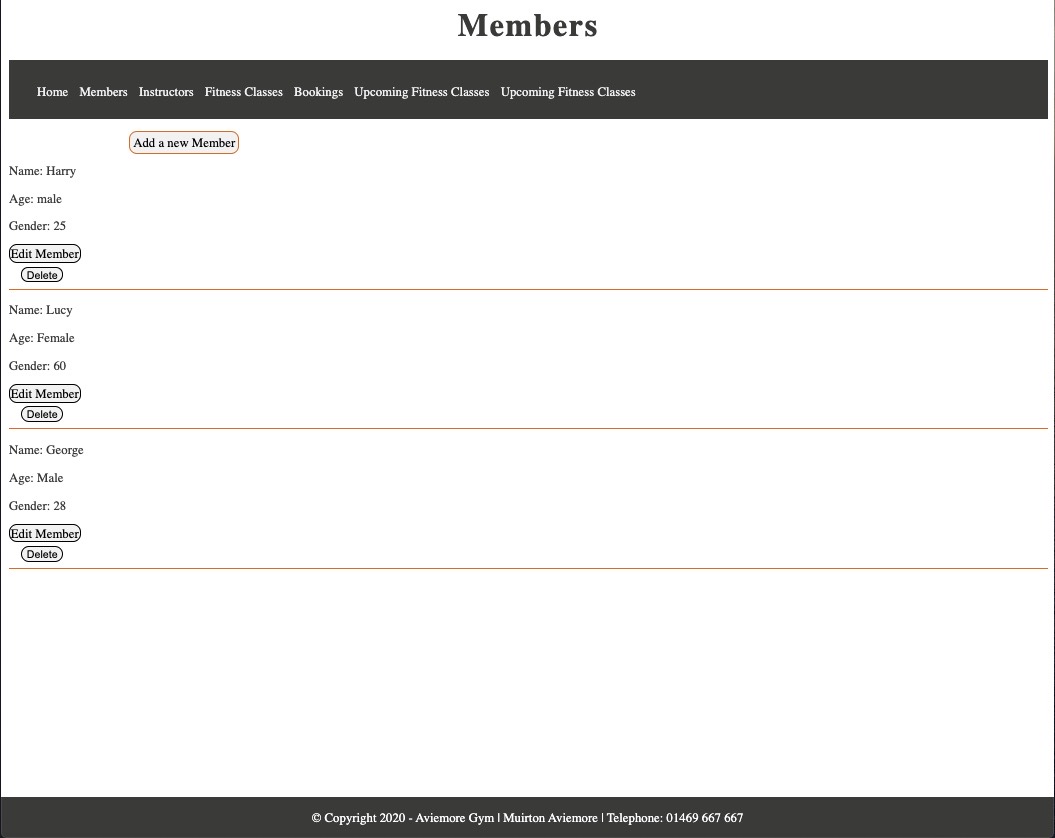 Members
Home Members Instructors Fitness Classes Bookings Upcoming Fitness Classes Upcoming Fitness Classes
Add a new Member
Name: Harry
Age: male
Gender: 25
Edit Member
Delete
Name: Lucy
Age: Female
Gender: 60
Edit Member
Delete
Name: George
Age: Male
Gender: 28
Edit Member
Delete
© Copyright 2020 - Aviemore Gym | Muirton Aviemore | Telephone: 01469 667 667